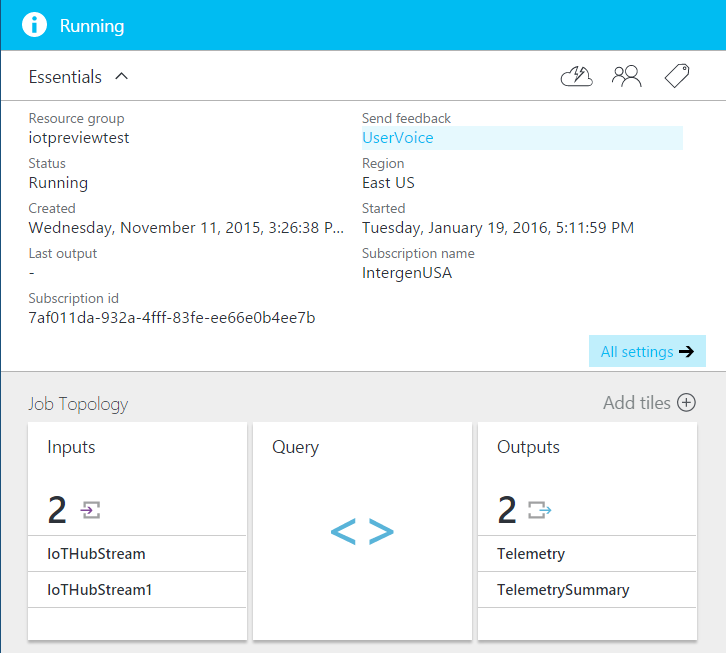 Running
Essentials
Resource group
iotpreviewtest
Send feedback
UserVoice
Status
Running
Region
East US
Created
Wednesday, November 11, 2015, 3:26:38 P...
Started
Tuesday, January 19, 2016, 5:11:59 PM
Last output
-
Subscription name
IntergenUSA
Subscription id
7af011da-932a-4fff-83fe-ee66e0b4ee7b
All settings
Job Topology
Add tiles
Inputs
2
IoTHubStream
IoTHubStream1
Query
< >
Outputs
2
Telemetry
TelemetrySummary